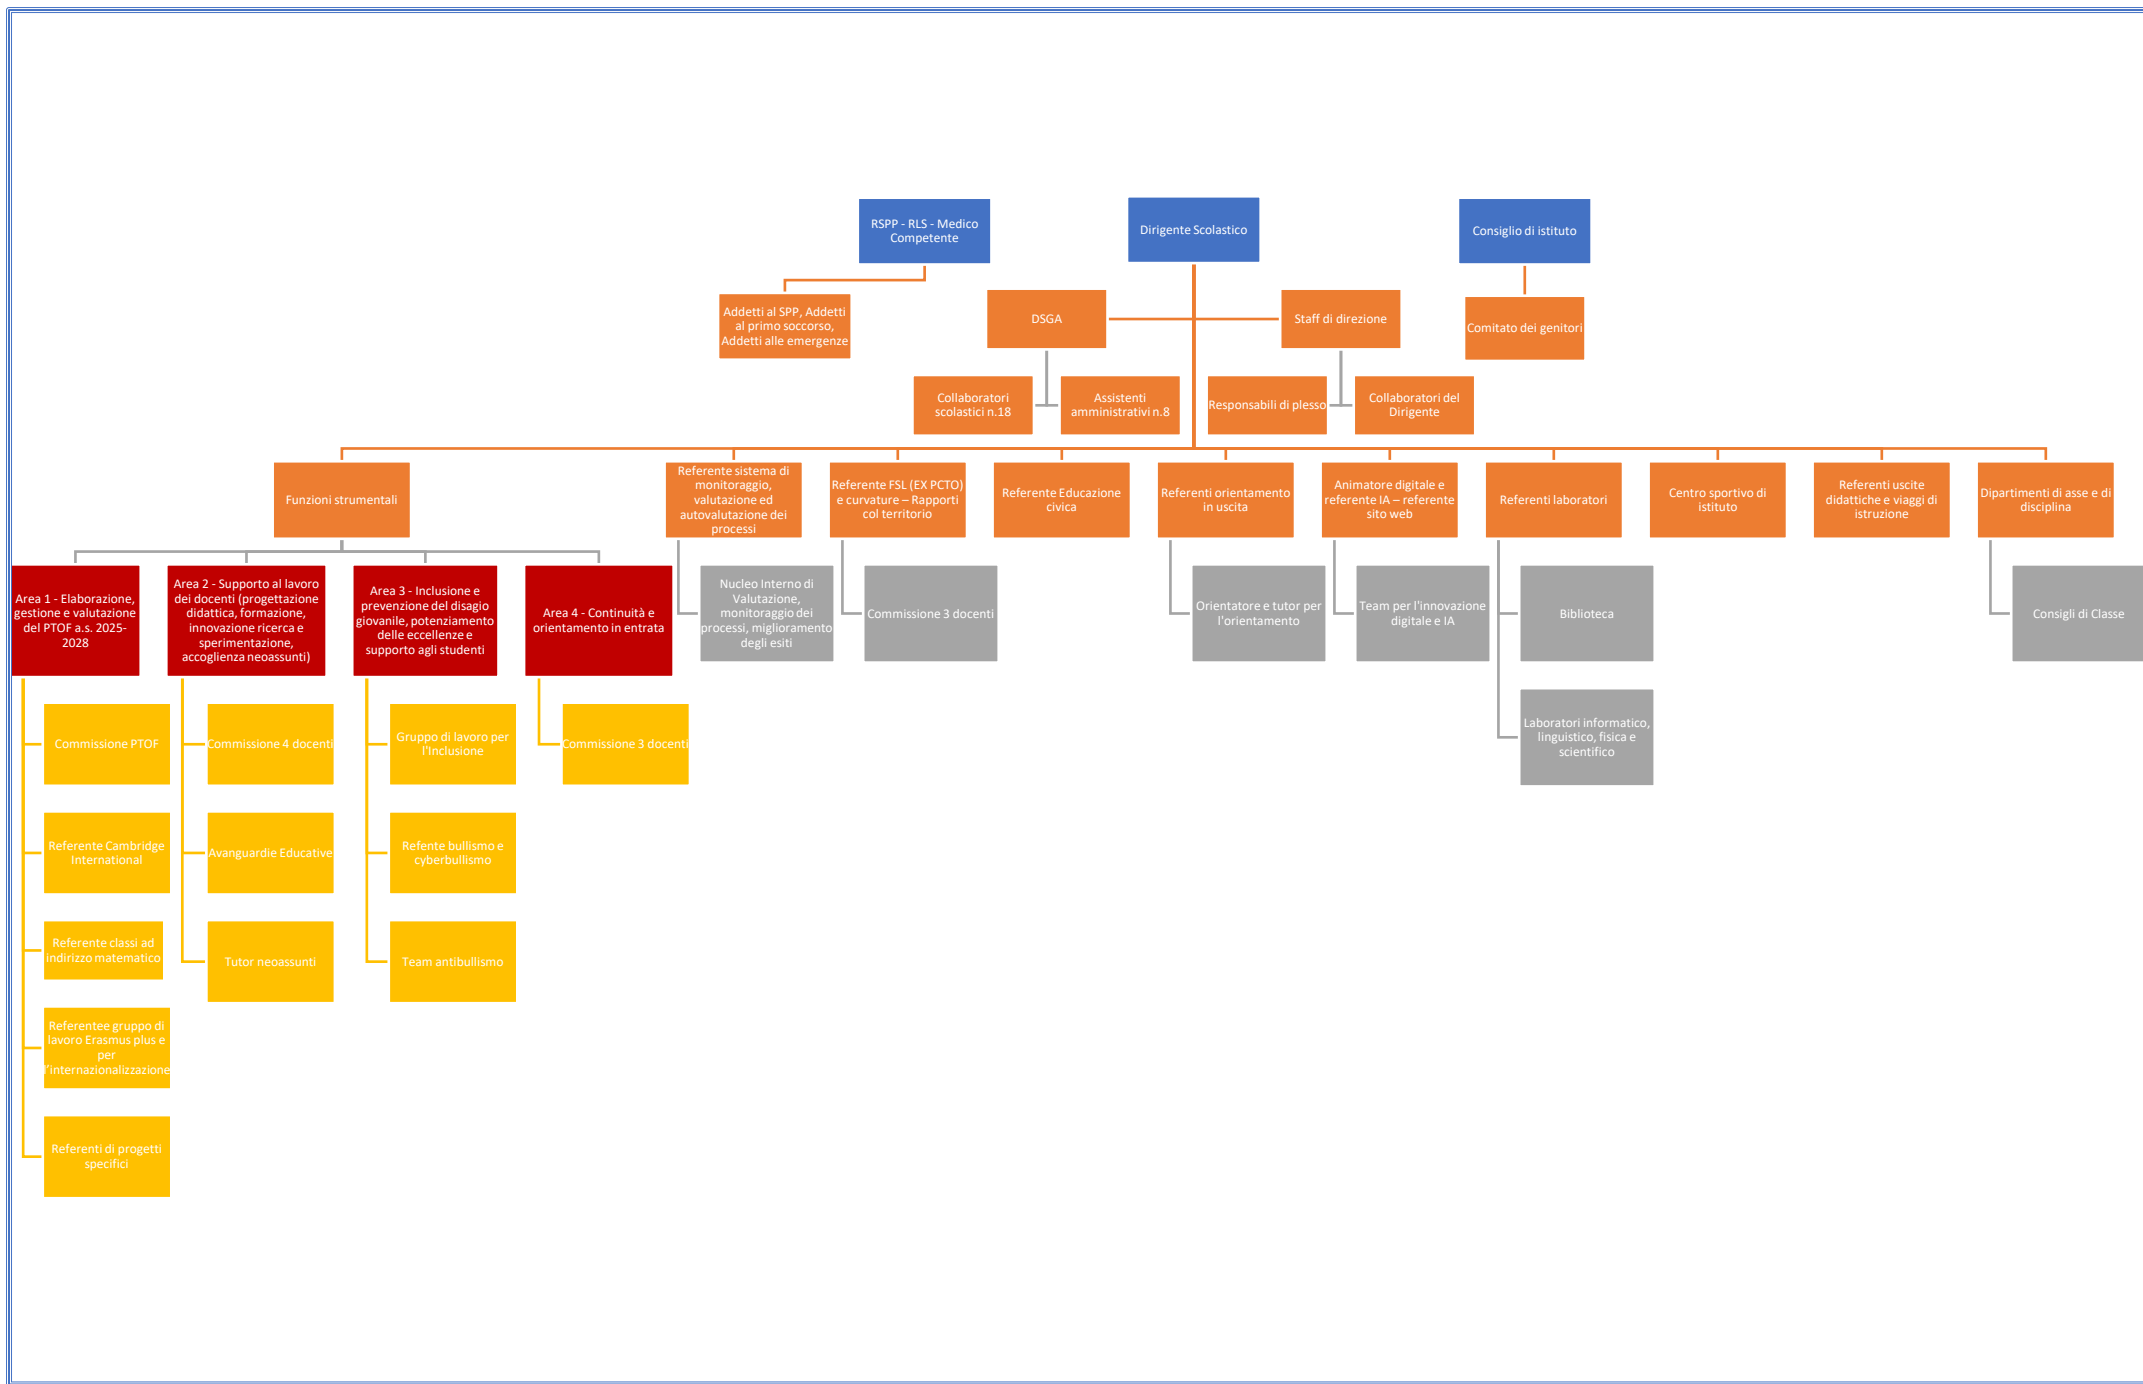 RSPP - RLS - Medico
Competente
Dirigente Scolastico
Consiglio di istituto
Addetti al SPP, Addetti
al primo soccorso,
Addetti alle emergenze
DSGA
Staff di direzione
Comitato dei genitori
Collaboratori
scolastici n.18
Assistenti
amministrativi n.8
Responsabili di plesso
Collaboratori del
Dirigente
Funzioni strumentali
Referente sistema di
monitoraggio,
valutazione ed
autovalutazione dei
processi
Referente FSL (EX PCTO)
e curvature – Rapporti
col territorio
Referente Educazione
civica
Referenti orientamento
in uscita
Animatore digitale e
referente IA – referente
sito web
Referenti laboratori
Centro sportivo di
istituto
Referenti uscite
didattiche e viaggi di
istruzione
Dipartimenti di asse e di
disciplina
Area 1 - Elaborazione,
gestione e valutazione
del PTOF a.s. 2025-
2028
Area 2 - Supporto al lavoro
dei docenti (progettazione
didattica, formazione,
innovazione ricerca e
sperimentazione,
accoglienza neoassunti)
Area 3 - Inclusione e
prevenzione del disagio
giovanile, potenziamento
delle eccellenze e
supporto agli studenti
Area 4 - Continuità e
orientamento in entrata
Nucleo Interno di
Valutazione,
monitoraggio dei
processi, miglioramento
degli esiti
Commissione 3 docenti
Orientatore e tutor per
l'orientamento
Team per l'innovazione
digitale e IA
Biblioteca
Consigli di Classe
Commissione PTOF
Commissione 4 docenti
Gruppo di lavoro per
l'Inclusione
Commissione 3 docenti
Laboratori informatico,
linguistico, fisica e
scientifico
Referente Cambridge
International
Avanguardie Educative
Refente bullismo e
cyberbullismo
Referente classi ad
indirizzo matematico
Tutor neoassunti
Team antibullismo
Referentee gruppo di
lavoro Erasmus plus e
per
l'internazionalizzazione
Referenti di progetti
specifici